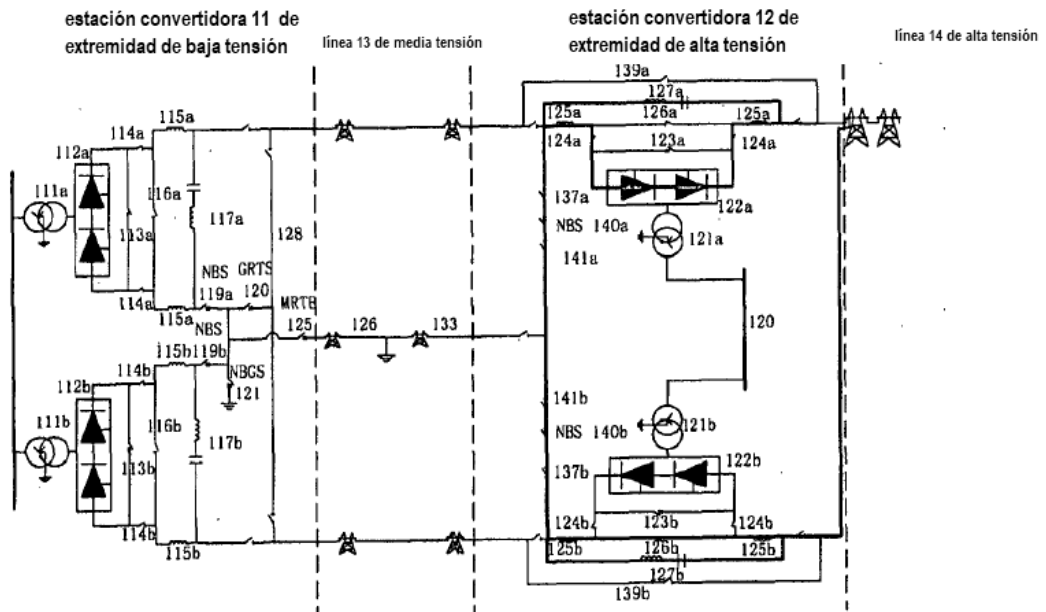 estación convertidora 11 de
extremidad de baja tensión
línea 13 de media tensión
estación convertidora 12 de
extremidad de alta tensión
línea 14 de alta tensión
139a
127a
115a
125a
126a
125a
114a
124a
123a
124a
112a
111a
116a
117a
113a
137a
122a
NBS 140a
121a
128
141a
NBS
GRTS
114a
119a
120
115a
MRTB
120
NBS
125
126
133
115b
119b
114b
NBGS
121
141b
112b
111b
116b
NBS 140b
121b
117b
137b
122b
113b
124b
123b
124b
114b
115b
125b
126b
125b
127b
139b